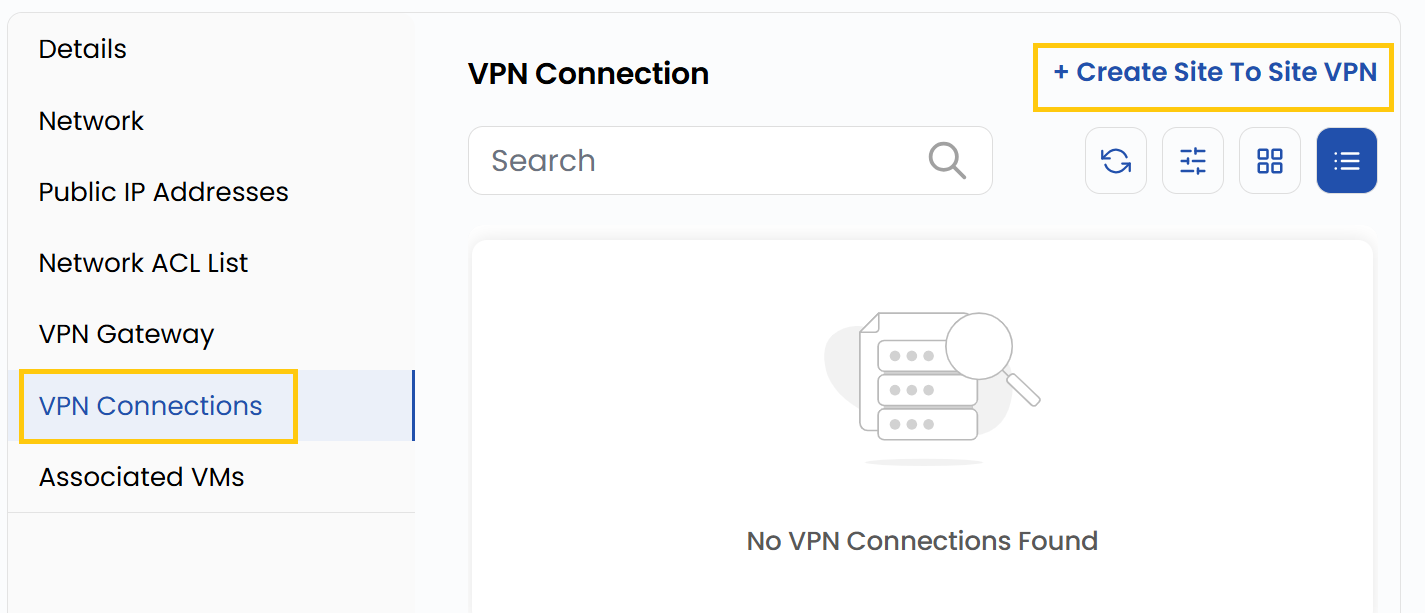 Details
Network
Public IP Addresses
Network ACL List
VPN Gateway
VPN Connections
Associated VMs
VPN Connection
+ Create Site To Site VPN
Search
No VPN Connections Found